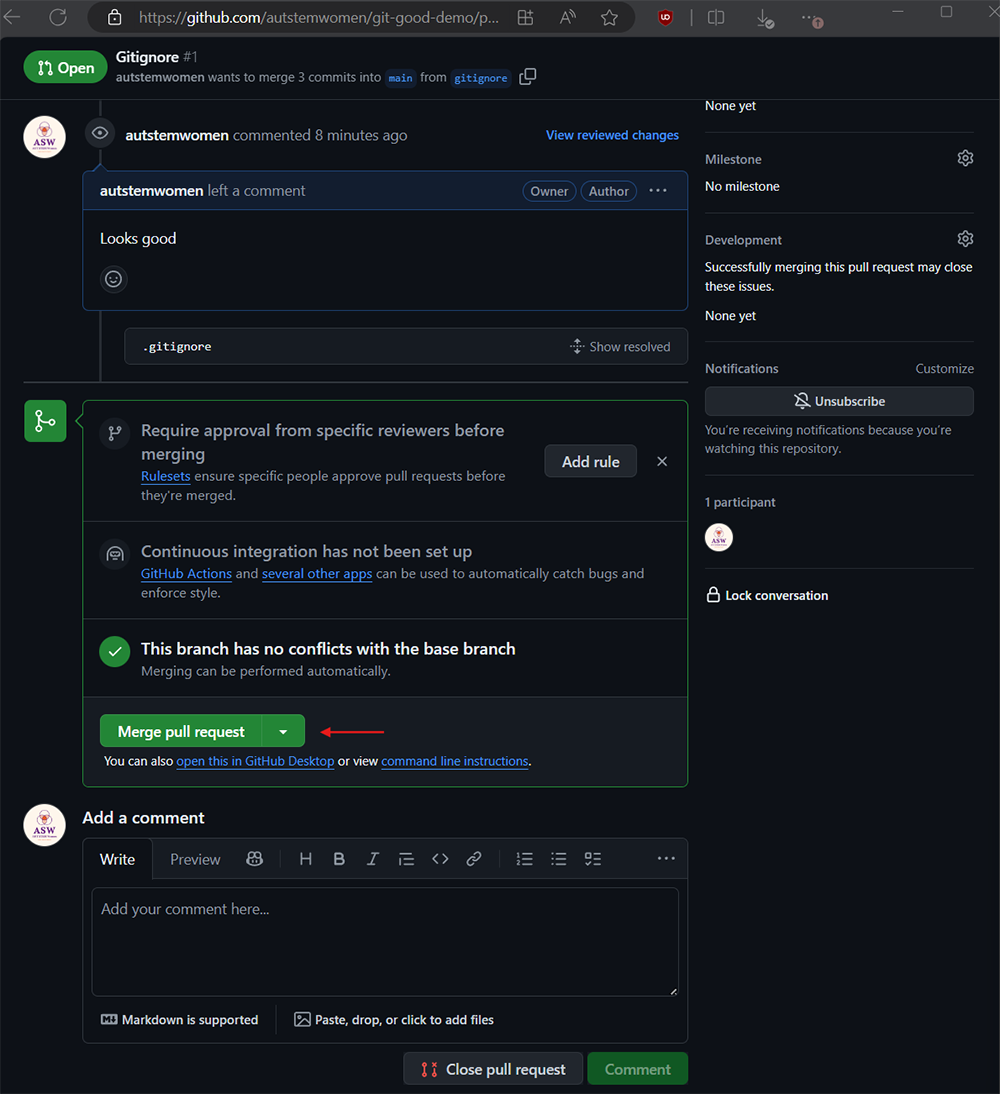 https://github.com/autstemwomen/git-good-demo/p...
Open
Gitignore #1
autstemwomen wants to merge 3 commits into main from gitignore
ASW
autstemwomen commented 8 minutes ago
View reviewed changes
autstemwomen left a comment
Owner
Author
Looks good
.gitignore
Show resolved
Require approval from specific reviewers before
merging
Rulesets ensure specific people approve pull requests before
they're merged.
Add rule
Continuous integration has not been set up
GitHub Actions and several other apps can be used to automatically catch bugs and
enforce style.
This branch has no conflicts with the base branch
Merging can be performed automatically.
Merge pull request
You can also open this in GitHub Desktop or view command line instructions.
ASW
Add a comment
Write
Preview
H B I
Add your comment here...
Markdown is supported
Paste, drop, or click to add files
Close pull request
Comment
None yet
Milestone
No milestone
Development
Successfully merging this pull request may close
these issues.
None yet
Notifications
Customize
Unsubscribe
You're receiving notifications because you're
watching this repository.
1 participant
ASW
Lock conversation